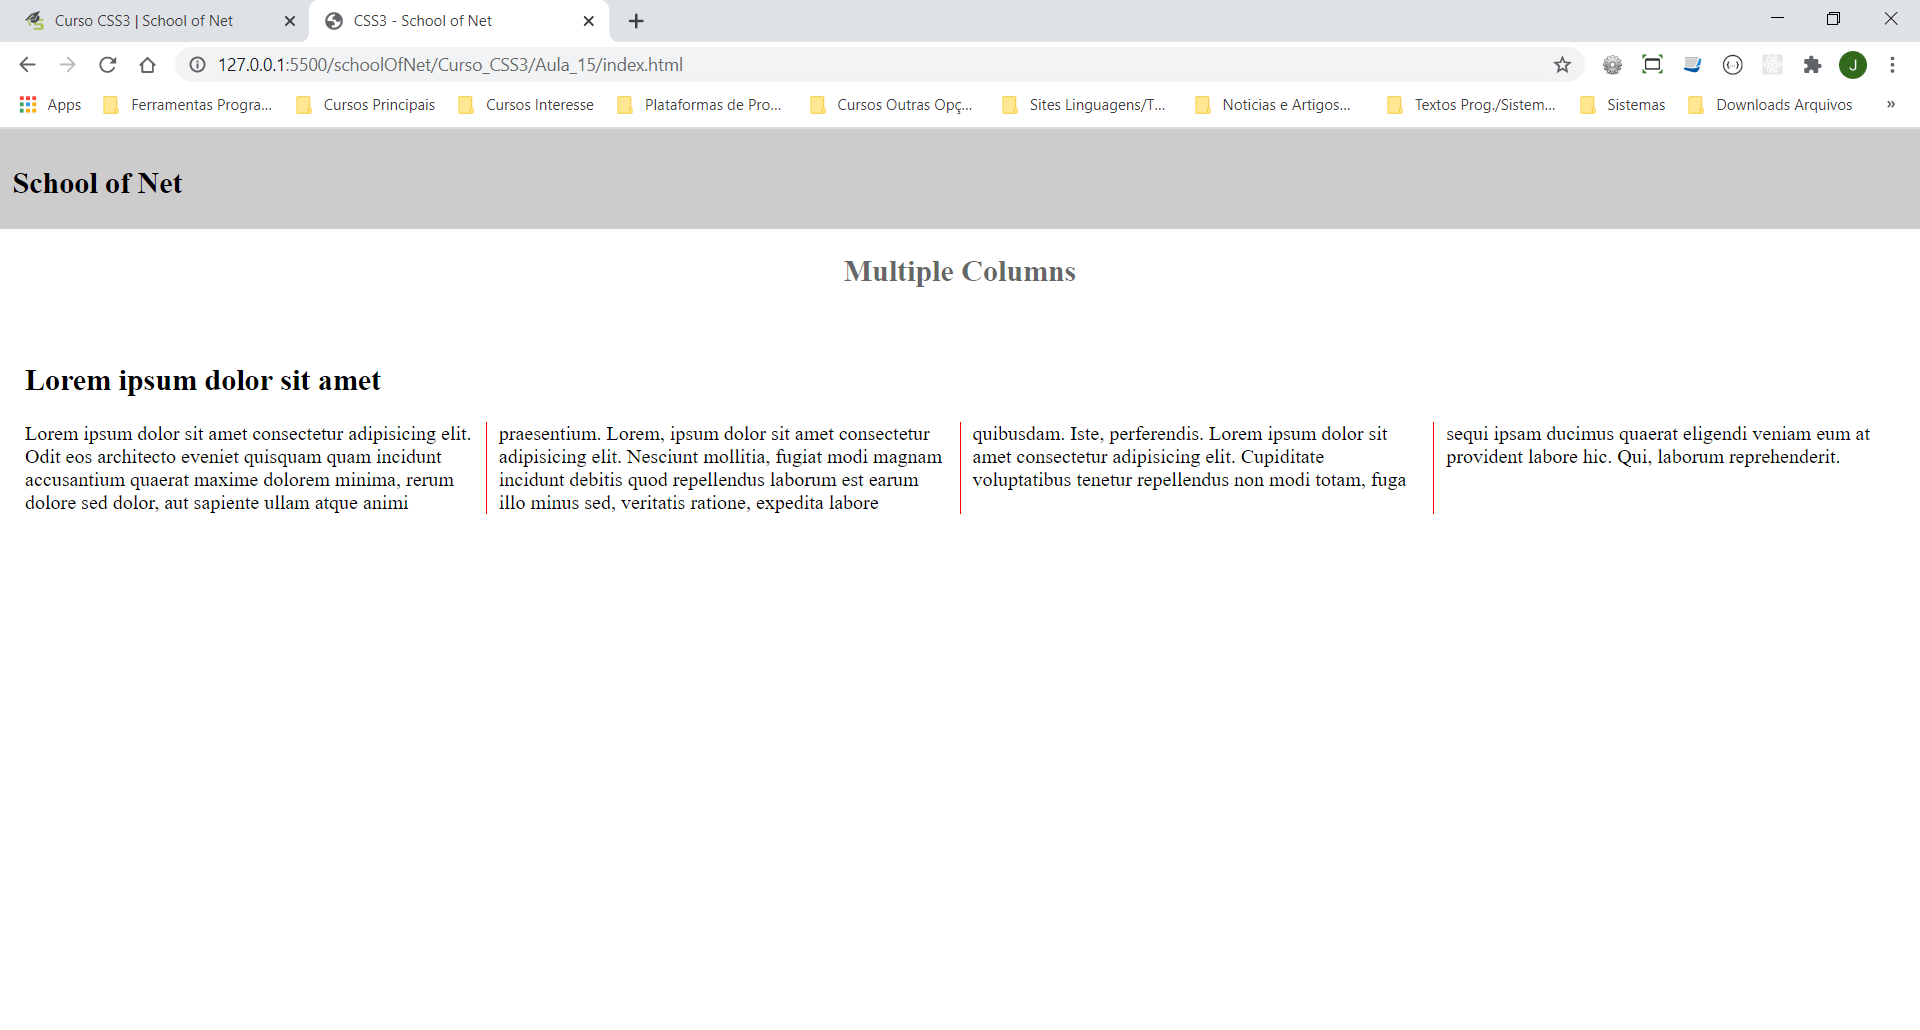 Curso CSS3 | School of Net
CSS3 - School of Net
127.0.0.1:5500/schoolOfNet/Curso_CSS3/Aula_15/index.html
J
Apps
Ferramentas Progra...
Cursos Principais
Cursos Interesse
Plataformas de Pro...
Cursos Outras Opç...
Sites Linguagens/T...
Noticias e Artigos...
Textos Prog./Sistem...
Sistemas
Downloads Arquivos
»
School of Net
Multiple Columns
Lorem ipsum dolor sit amet
Lorem ipsum dolor sit amet consectetur adipisicing elit.
Odit eos architecto eveniet quisquam quam incidunt
accusantium quaerat maxime dolorem minima, rerum
dolore sed dolor, aut sapiente ullam atque animi
praesentium. Lorem, ipsum dolor sit amet consectetur
adipisicing elit. Nesciunt mollitia, fugiat modi magnam
incidunt debitis quod repellendus laborum est earum
illo minus sed, veritatis ratione, expedita labore
quibusdam. Iste, perferendis. Lorem ipsum dolor sit
amet consectetur adipisicing elit. Cupiditate
voluptatibus tenetur repellendus non modi totam, fuga
sequi ipsam ducimus quaerat eligendi veniam eum at
provident labore hic. Qui, laborum reprehenderit.